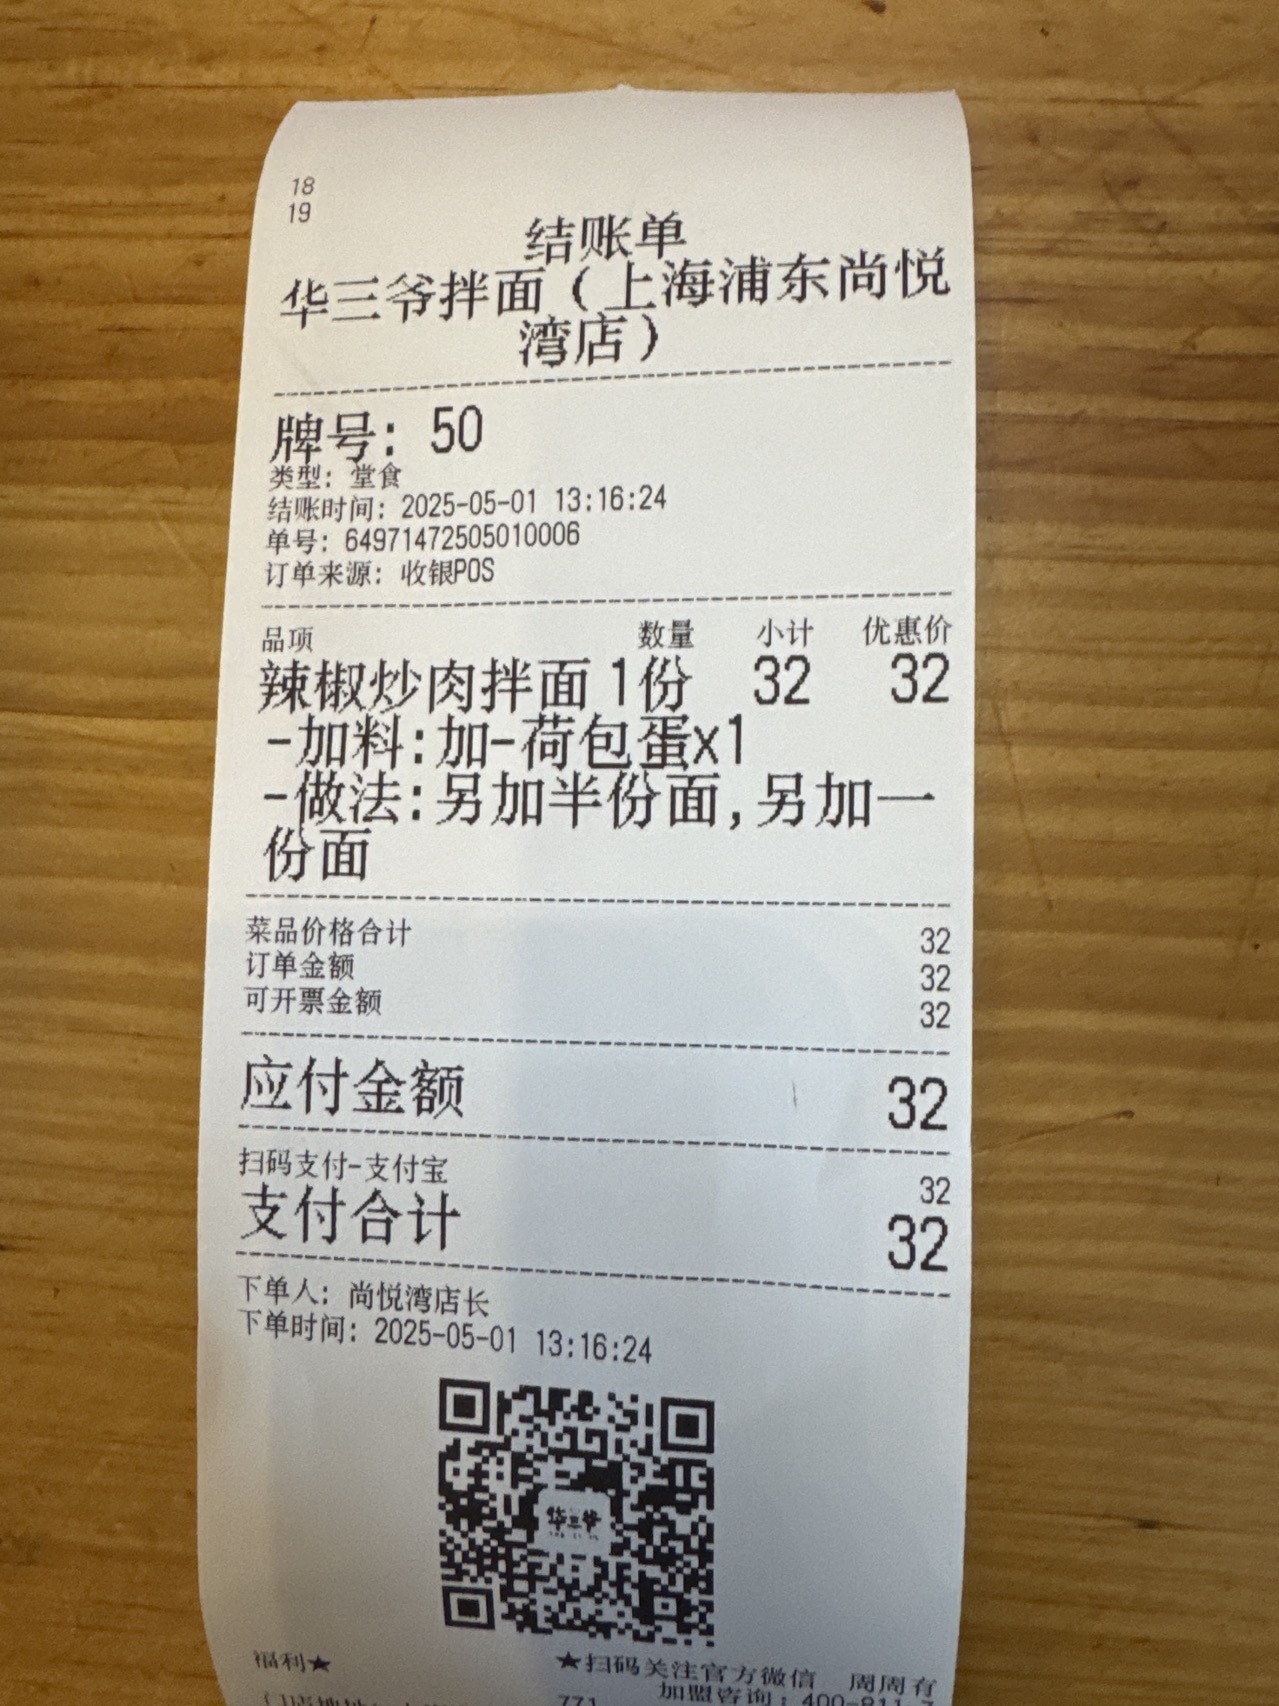 18
19
结账单
华三爷拌面（上海浦东尚悦
湾店）
牌号: 50
类型: 堂食
结账时间: 2025-05-01 13:16:24
单号: 64971472505010006
订单来源: 收银POS
品项 数量 小计 优惠价
辣椒炒肉拌面 1份 32 32
-加料:加-荷包蛋x1
-做法:另加半份面,另加一
份面
菜品价格合计 32
订单金额 32
可开票金额 32
应付金额 32
扫码支付-支付宝 32
支付合计 32
下单人: 尚悦湾店长
下单时间: 2025-05-01 13:16:24
华三爷
★扫码关注官方微信 周周有
福利★
加盟咨询: 400-811-7
771